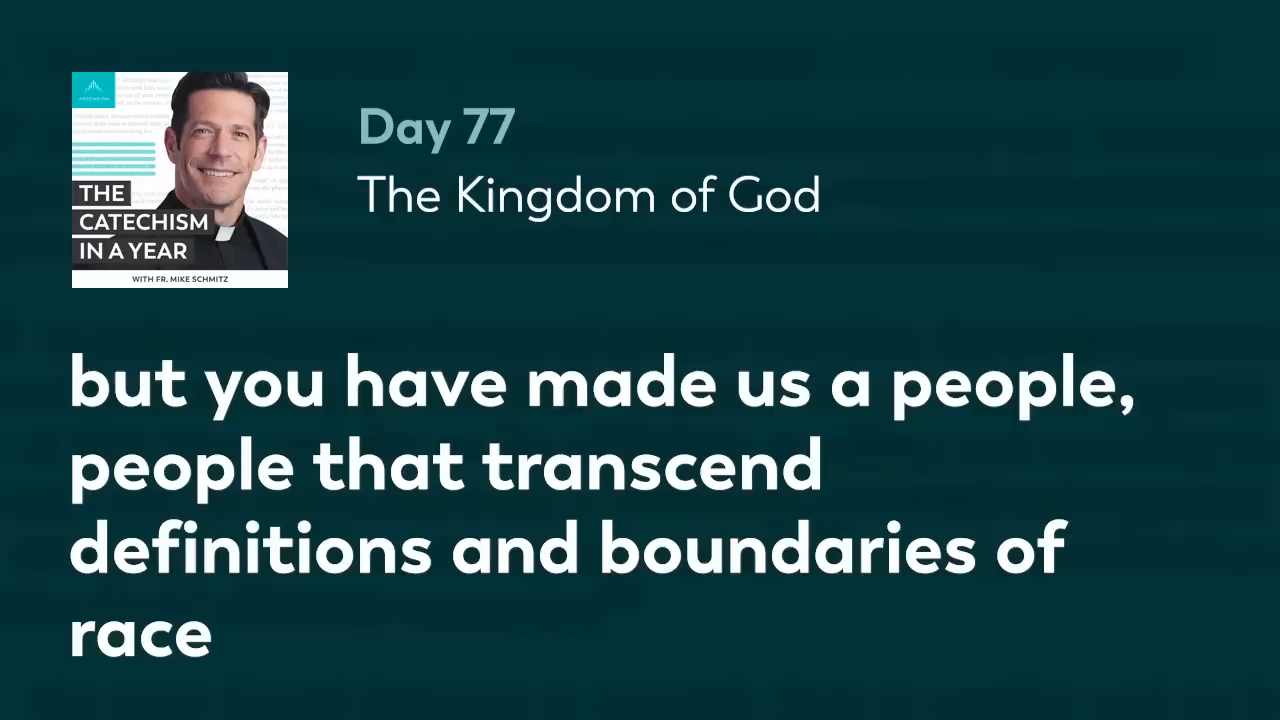 ASCENSION
THE
CATECHISM
IN A YEAR
WITH FR. MIKE SCHMITZ
Day 77
The Kingdom of God
but you have made us a people,
people that transcend
definitions and boundaries of
race